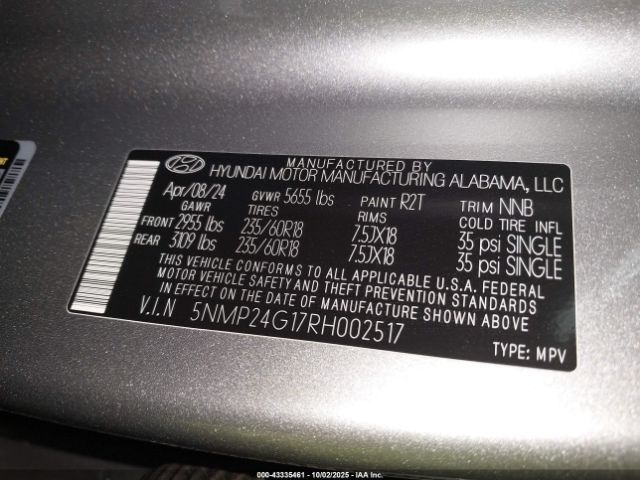 MANUFACTURED BY
HYUNDAI MOTOR MANUFACTURING ALABAMA, LLC
Apr/08/24 GVWR 5655 lbs PAINT R2T TRIM NNB
GAWR TIRES RIMS COLD TIRE INFL
FRONT 2955 lbs 235/60R18 7.5JX18 35 psi SINGLE
REAR 3109 lbs 235/60R18 7.5JX18 35 psi SINGLE
THIS VEHICLE CONFORMS TO ALL APPLICABLE U.S.A. FEDERAL
MOTOR VEHICLE SAFETY AND THEFT PREVENTION STANDARDS
IN EFFECT ON THE DATE OF MANUFACTURE SHOWN ABOVE.
V.I.N 5NMP24G17RH002517
TYPE: MPV
000-43335461 - 10/02/2025 - IAA Inc.